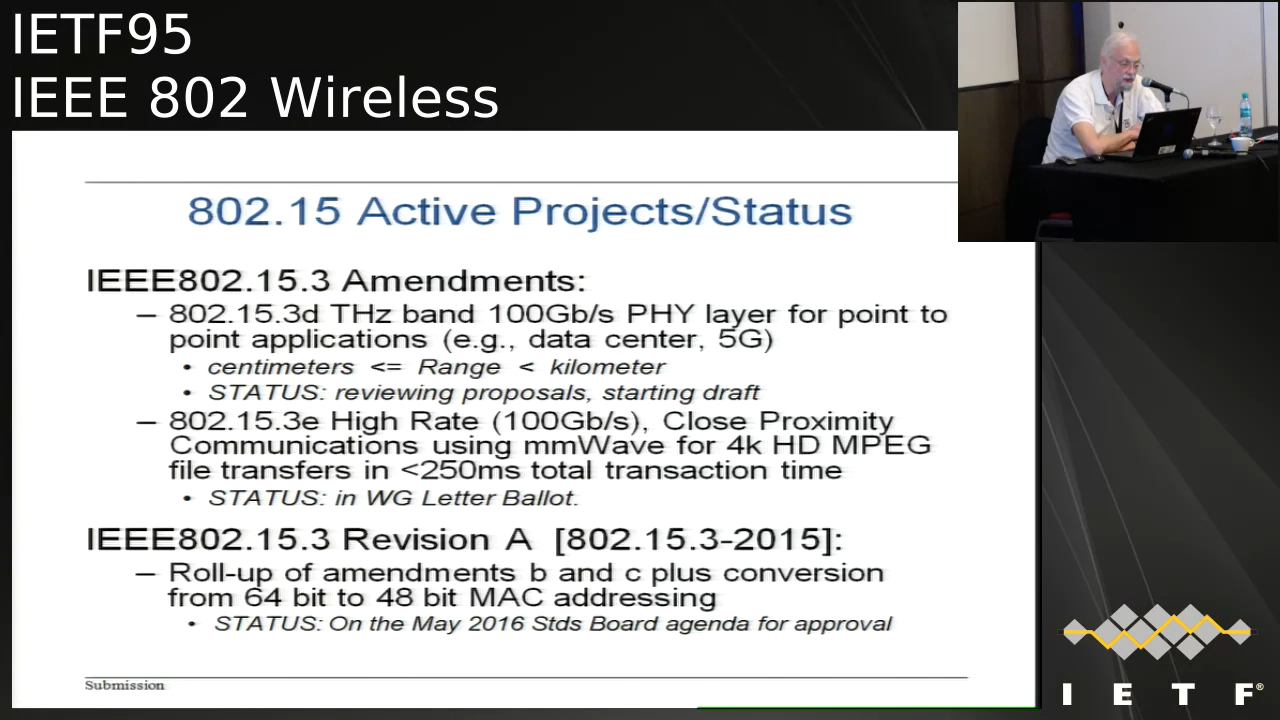 IETF95
IEEE 802 Wireless
802.15 Active Projects/Status
IEEE802.15.3 Amendments:
– 802.15.3d THz band 100Gb/s PHY layer for point to
point applications (e.g., data center, 5G)
• centimeters <= Range < kilometer
• STATUS: reviewing proposals, starting draft
– 802.15.3e High Rate (100Gb/s), Close Proximity
Communications using mmWave for 4k HD MPEG
file transfers in <250ms total transaction time
• STATUS: in WG Letter Ballot.
IEEE802.15.3 Revision A [802.15.3-2015]:
– Roll-up of amendments b and c plus conversion
from 64 bit to 48 bit MAC addressing
• STATUS: On the May 2016 Stds Board agenda for approval
Submission
I E T F®